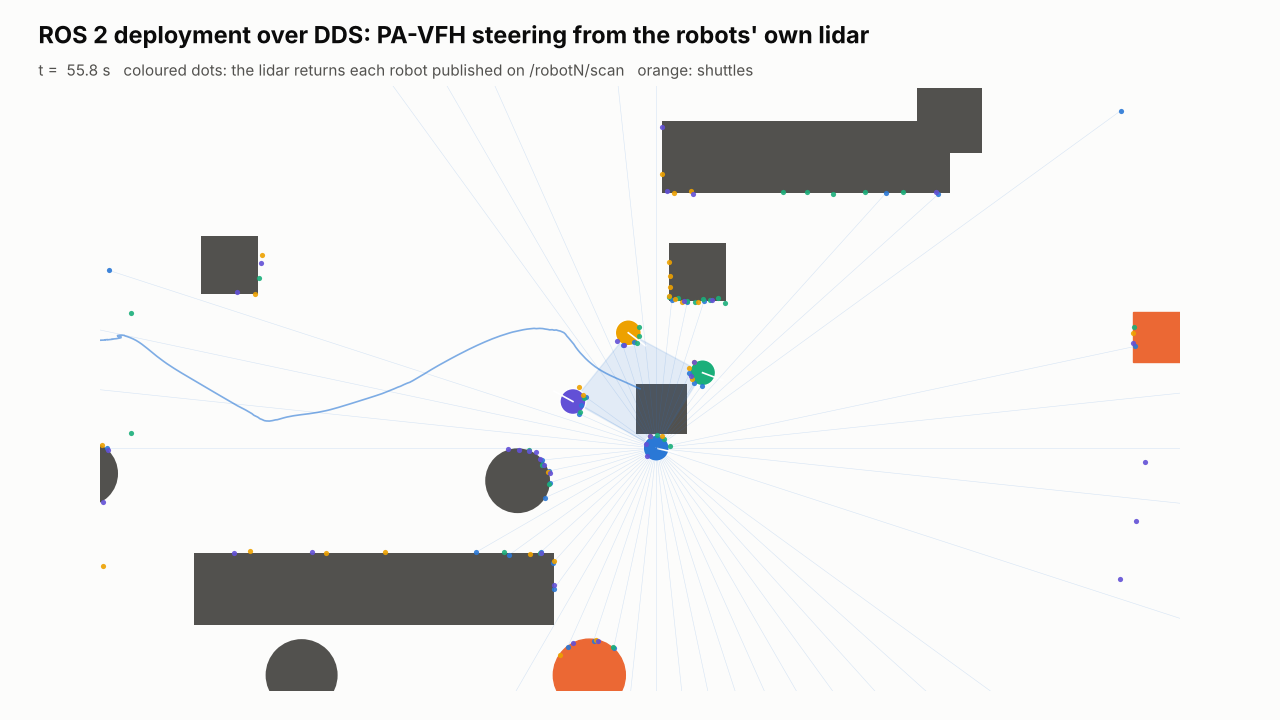 ROS 2 deployment over DDS: PA-VFH steering from the robots' own lidar
t = 55.8 s coloured dots: the lidar returns each robot published on /robotN/scan orange: shuttles